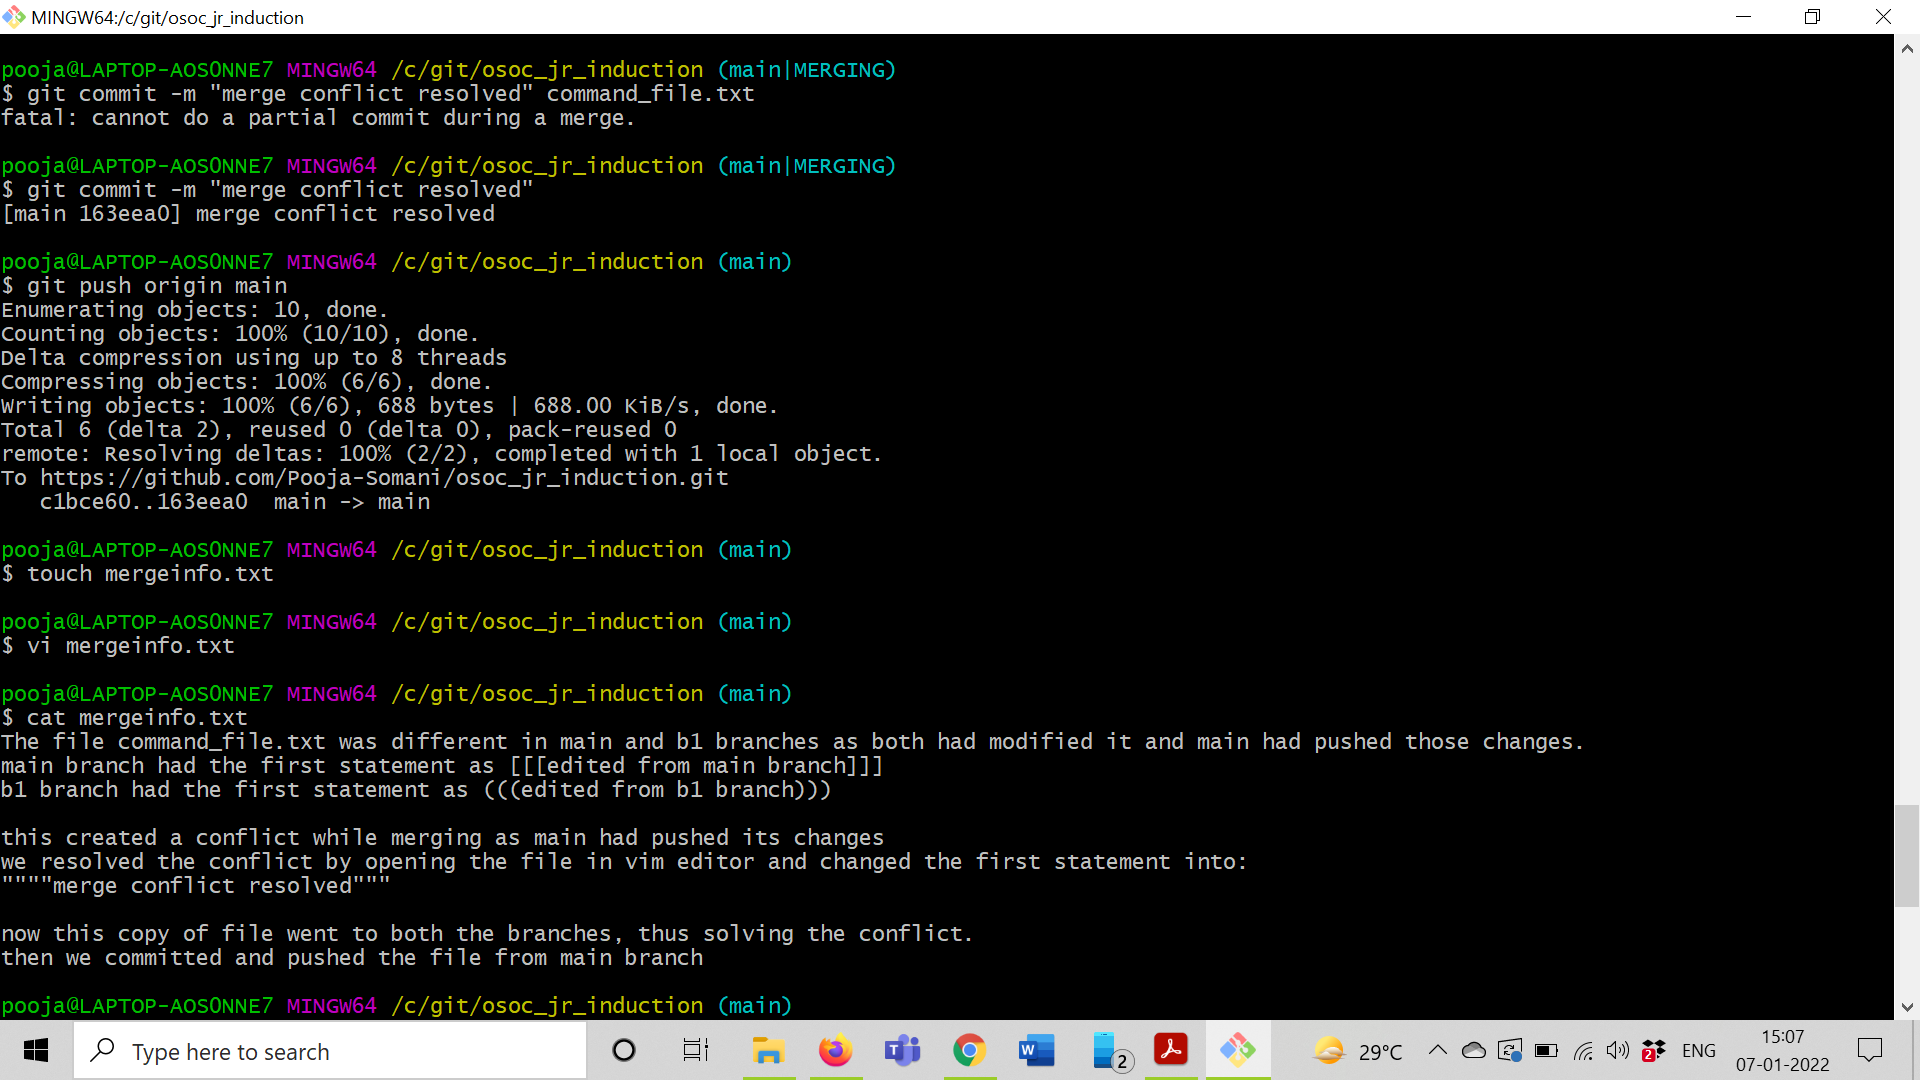 MINGW64:/c/git/osoc_jr_induction
pooja@LAPTOP-AOS0NNE7 MINGW64 /c/git/osoc_jr_induction (main|MERGING)
$ git commit -m "merge conflict resolved" command_file.txt
fatal: cannot do a partial commit during a merge.
pooja@LAPTOP-AOS0NNE7 MINGW64 /c/git/osoc_jr_induction (main|MERGING)
$ git commit -m "merge conflict resolved"
[main 163eea0] merge conflict resolved
pooja@LAPTOP-AOS0NNE7 MINGW64 /c/git/osoc_jr_induction (main)
$ git push origin main
Enumerating objects: 10, done.
Counting objects: 100% (10/10), done.
Delta compression using up to 8 threads
Compressing objects: 100% (6/6), done.
Writing objects: 100% (6/6), 688 bytes | 688.00 KiB/s, done.
Total 6 (delta 2), reused 0 (delta 0), pack-reused 0
remote: Resolving deltas: 100% (2/2), completed with 1 local object.
To https://github.com/Pooja-Somani/osoc_jr_induction.git
   c1bce60..163eea0  main -> main
pooja@LAPTOP-AOS0NNE7 MINGW64 /c/git/osoc_jr_induction (main)
$ touch mergeinfo.txt
pooja@LAPTOP-AOS0NNE7 MINGW64 /c/git/osoc_jr_induction (main)
$ vi mergeinfo.txt
pooja@LAPTOP-AOS0NNE7 MINGW64 /c/git/osoc_jr_induction (main)
$ cat mergeinfo.txt
The file command_file.txt was different in main and b1 branches as both had modified it and main had pushed those changes.
main branch had the first statement as [[[edited from main branch]]]
b1 branch had the first statement as (((edited from b1 branch)))
this created a conflict while merging as main had pushed its changes
we resolved the conflict by opening the file in vim editor and changed the first statement into:
""""merge conflict resolved"""
now this copy of file went to both the branches, thus solving the conflict.
then we committed and pushed the file from main branch
pooja@LAPTOP-AOS0NNE7 MINGW64 /c/git/osoc_jr_induction (main)
Type here to search
2
29°C
2
ENG
15:07
07-01-2022